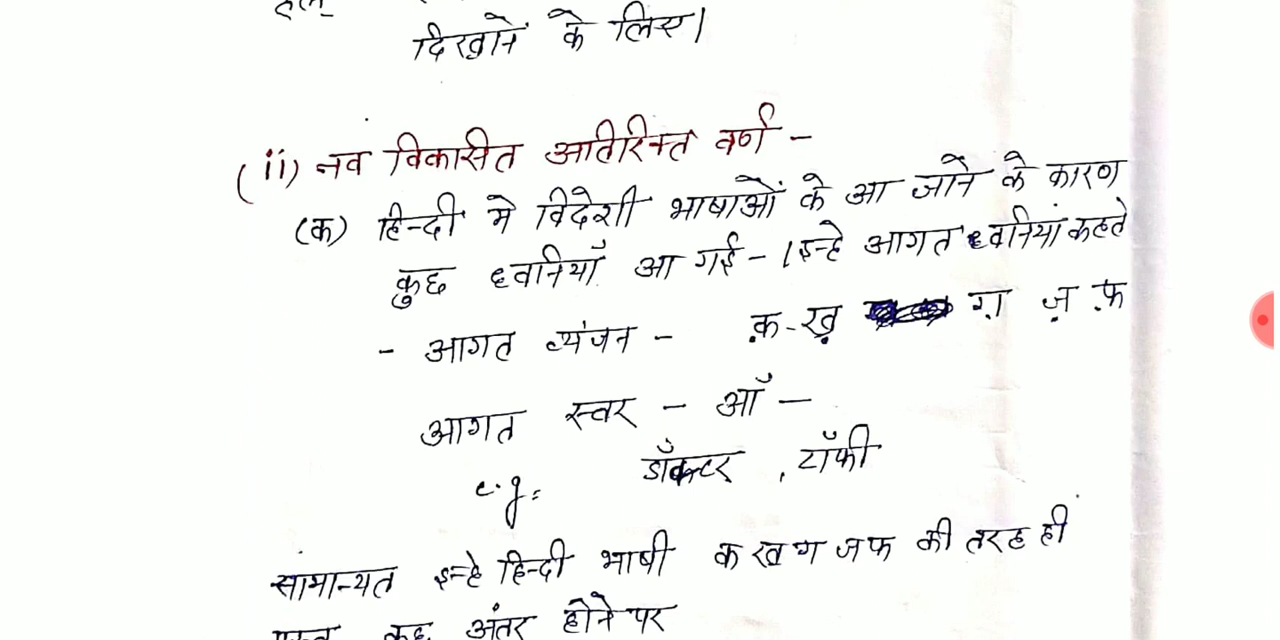 हल्
दिखाने के लिए।
(ii) नव विकासित अतिरिक्त वर्ण -
(क) हिन्दी मे विदेशी भाषाओं के आ जाने के कारण
कुछ ध्वनियाँ आ गई - । इन्हे आगत ध्वनियां कहते
- आगत व्यंजन - क़ - ख़ ग़ ज़ फ़
आगत स्वर - ऑ -
e.g. डॉक्टर , टॉफी
सामान्यत इन्हे हिन्दी भाषी क ख ग ज फ की तरह ही
कुछ अंतर होने पर